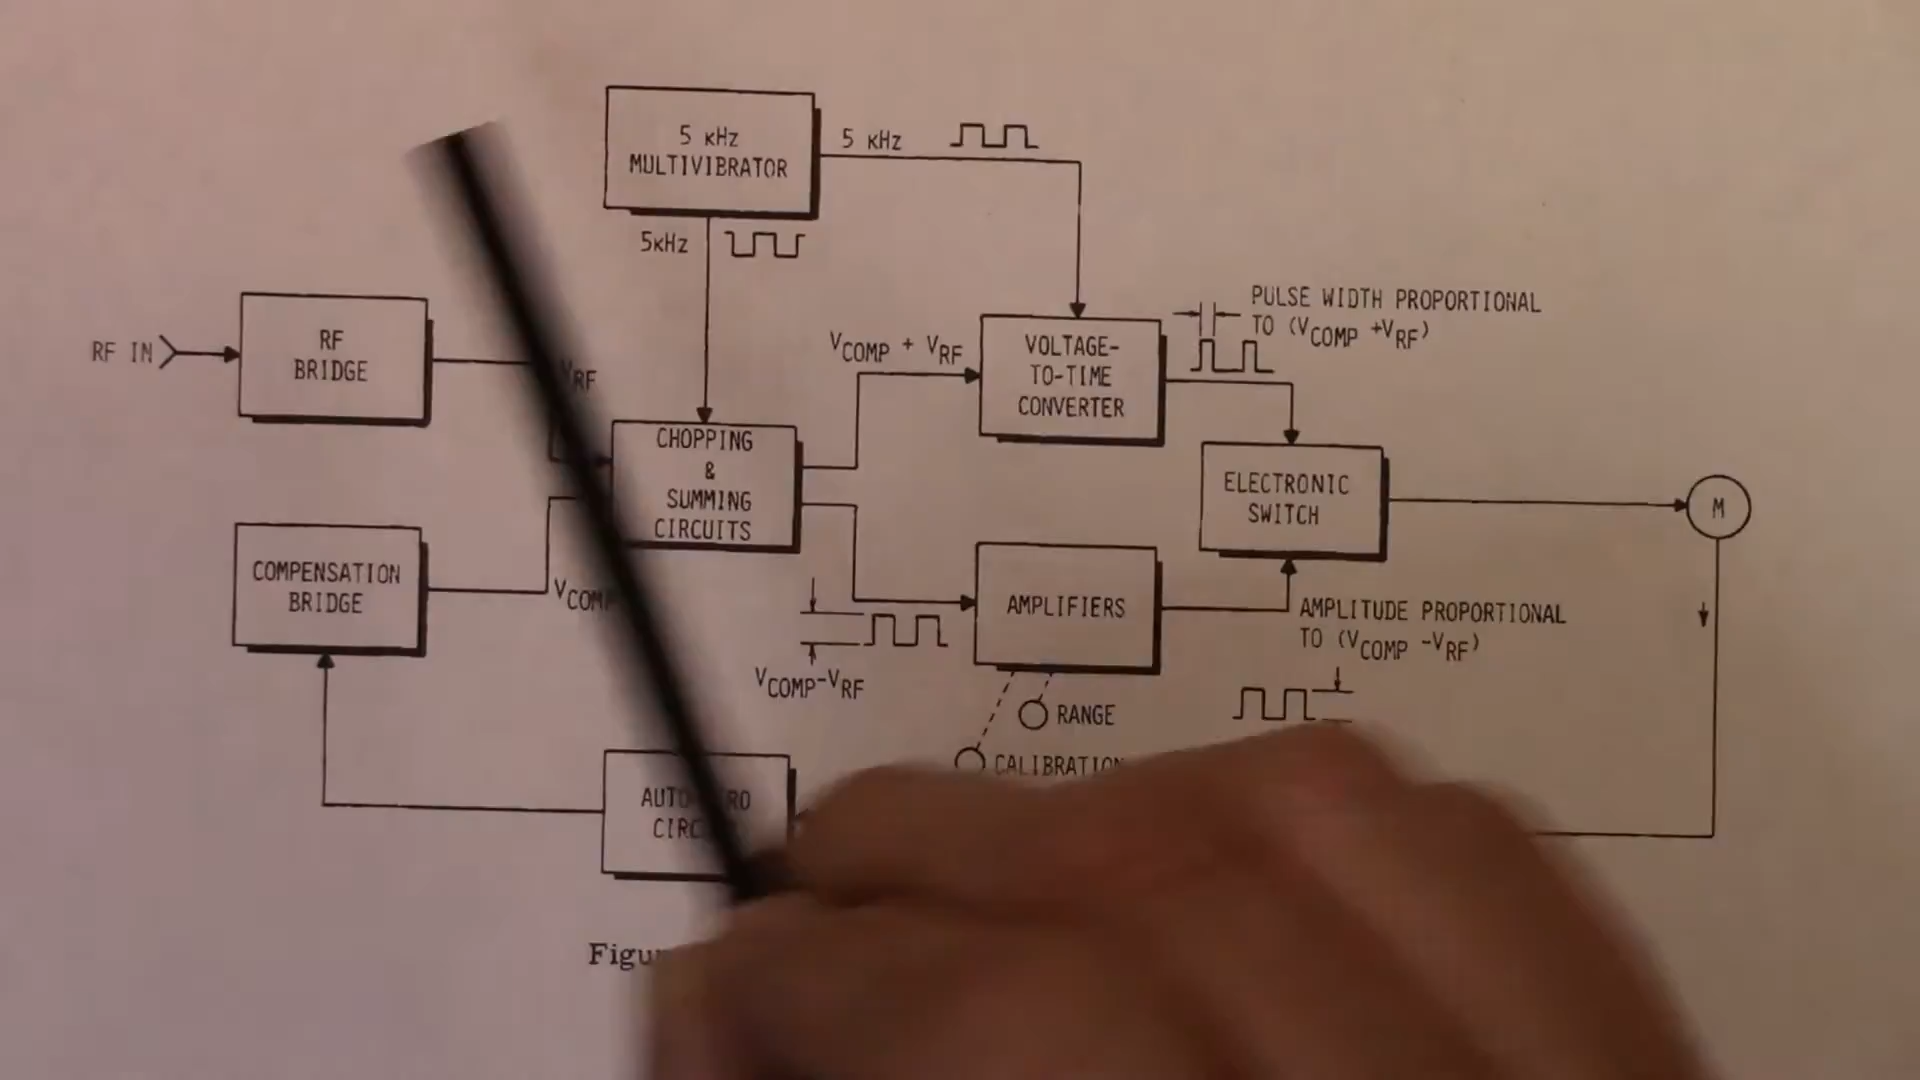 5 KHz
MULTIVIBRATOR
5 KHz
5KHz
PULSE WIDTH PROPORTIONAL
TO (VCOMP +VRF)
RF IN
RF
BRIDGE
VRF
VCOMP + VRF
VOLTAGE-
TO-TIME
CONVERTER
CHOPPING
&
SUMMING
CIRCUITS
ELECTRONIC
SWITCH
M
COMPENSATION
BRIDGE
AMPLIFIERS
AMPLITUDE PROPORTIONAL
TO (VCOMP -VRF)
VCOMP-VRF
RANGE
CALIBRATION